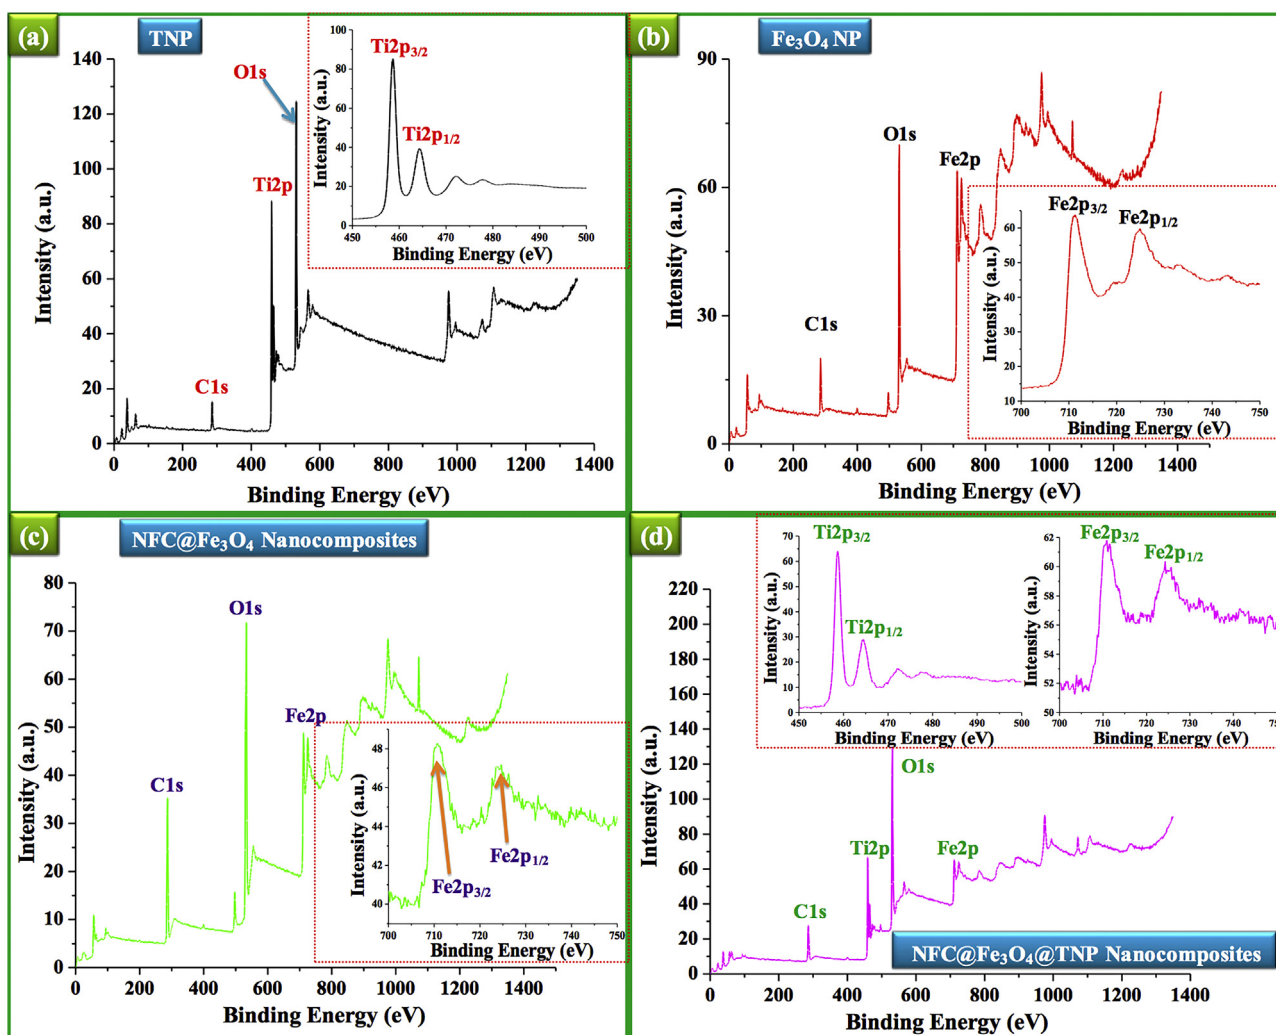 (a)
TNP
O1s
Ti2p
C1s
Intensity (a.u.)
140
120
100
80
60
40
20
0
0 200 400 600 800 1000 1200 1400
Binding Energy (eV)
Ti2p3/2
Ti2p1/2
Intensity (a.u.)
100
80
60
40
20
0
450 460 470 480 490 500
Binding Energy (eV)
(b)
Fe3O4 NP
O1s
Fe2p
C1s
Intensity (a.u.)
90
60
30
0
0 200 400 600 800 1000 1200 1400
Binding Energy (eV)
Fe2p3/2
Fe2p1/2
Intensity (a.u.)
60
50
40
30
20
10
700 710 720 730 740 750
Binding Energy (eV)
(c)
NFC@Fe3O4 Nanocomposites
O1s
Fe2p
C1s
Intensity (a.u.)
80
70
60
50
40
30
20
10
0
0 200 400 600 800 1000 1200 1400
Binding Energy (eV)
Fe2p1/2
Fe2p3/2
Intensity (a.u.)
48
46
44
42
40
700 710 720 730 740 750
Binding Energy (eV)
(d)
Ti2p3/2
Ti2p1/2
Intensity (a.u.)
70
60
50
40
30
20
10
0
450 460 470 480 490 500
Binding Energy (eV)
Fe2p3/2
Fe2p1/2
Intensity (a.u.)
62
60
58
56
54
52
50
700 710 720 730 740
Binding Energy (eV)
O1s
Ti2p
Fe2p
C1s
NFC@Fe3O4@TNP Nanocomposites
Intensity (a.u.)
220
200
180
160
140
120
100
80
60
40
20
0
0 200 400 600 800 1000 1200 1400
Binding Energy (eV)